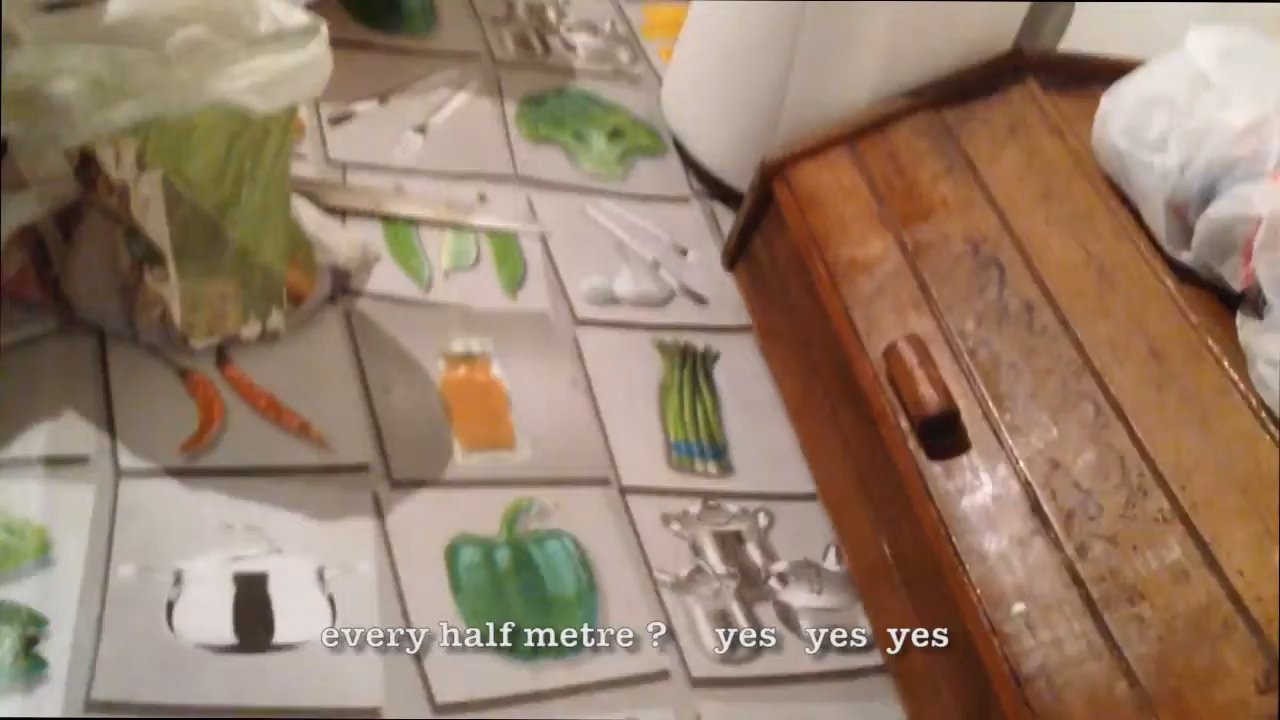 every half metre ? yes yes yes